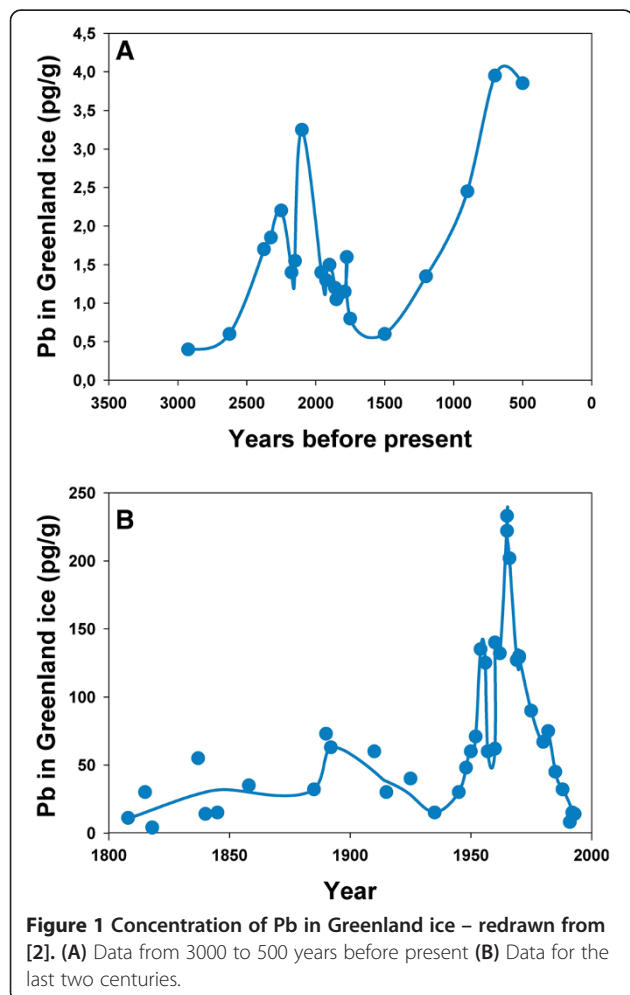 A
Pb in Greenland ice (pg/g)
4,5
4,0
3,5
3,0
2,5
2,0
1,5
1,0
0,5
0,0
3500 3000 2500 2000 1500 1000 500 0
Years before present
B
Pb in Greenland ice (pg/g)
250
200
150
100
50
0
1800 1850 1900 1950 2000
Year
Figure 1 Concentration of Pb in Greenland ice – redrawn from
[2]. (A) Data from 3000 to 500 years before present (B) Data for the
last two centuries.